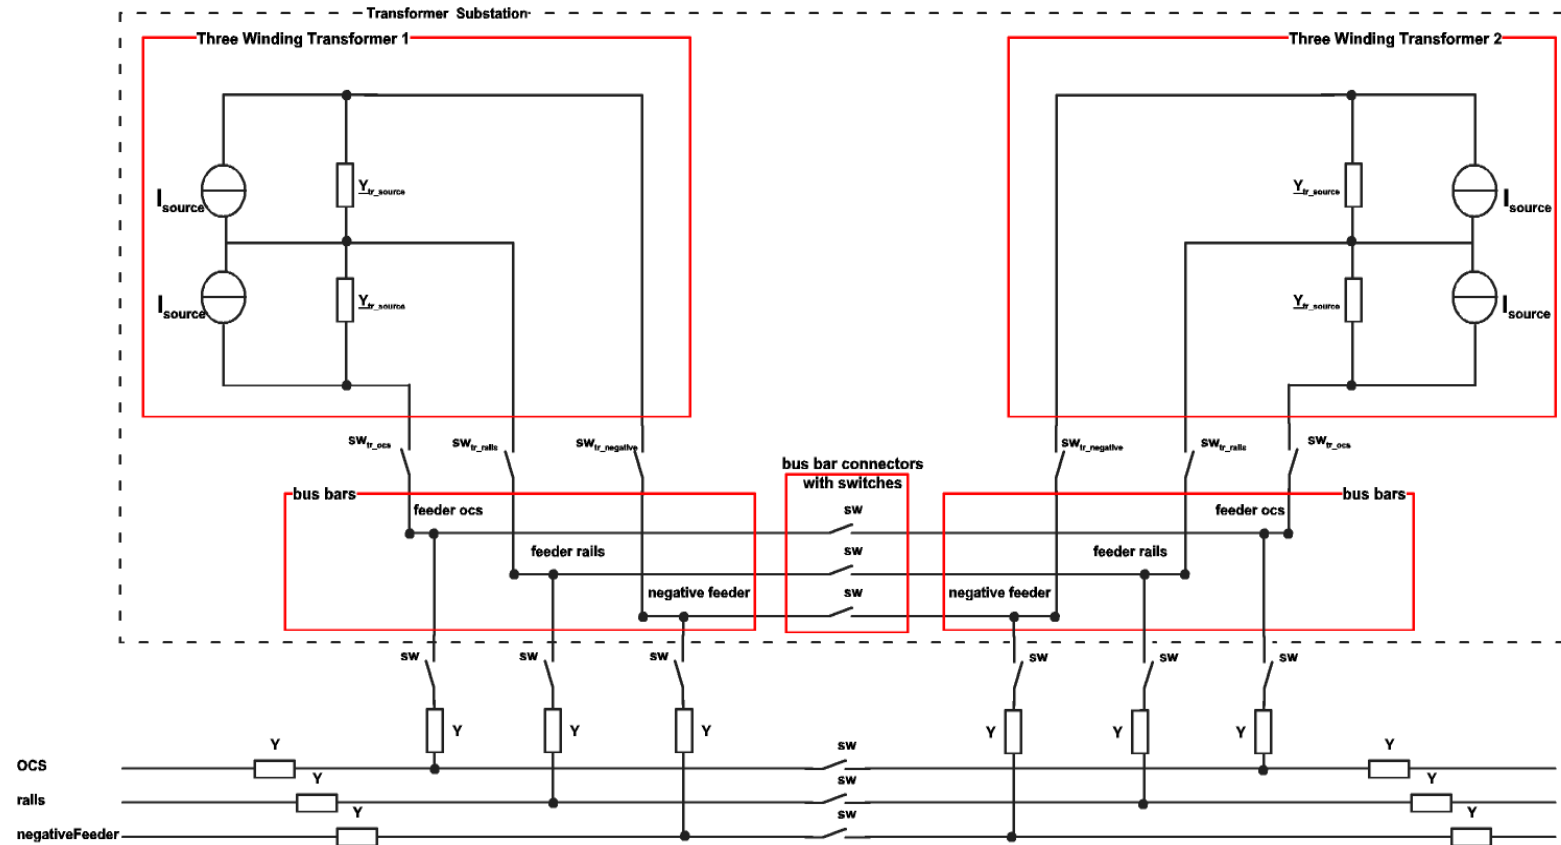 Transformer Substation
Three Winding Transformer 1
Three Winding Transformer 2
Isource
Ytr_source
Ytr_source
Isource
Isource
Ytr_source
Ytr_source
Isource
swtr_ocs
swtr_rails
swtr_negative
swtr_negative
swtr_rails
swtr_ocs
bus bar connectors
with switches
bus bars
bus bars
feeder ocs
sw
feeder ocs
feeder rails
sw
feeder rails
negative feeder
sw
negative feeder
sw
sw
sw
sw
sw
sw
Y
Y
Y
Y
Y
Y
OCS
Y
sw
Y
rails
Y
sw
Y
negativeFeeder
Y
sw
Y